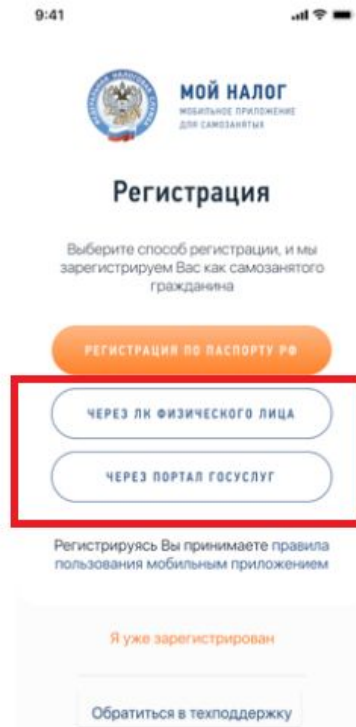 9:41
МОЙ НАЛОГ
МОБИЛЬНОЕ ПРИЛОЖЕНИЕ
ДЛЯ САМОЗАНЯТЫХ
Регистрация
Выберите способ регистрации, и мы
зарегистрируем Вас как самозанятого
гражданина
РЕГИСТРАЦИЯ ПО ПАСПОРТУ РФ
ЧЕРЕЗ ЛК ФИЗИЧЕСКОГО ЛИЦА
ЧЕРЕЗ ПОРТАЛ ГОСУСЛУГ
Регистрируясь Вы принимаете правила
пользования мобильным приложением
Я уже зарегистрирован
Обратиться в техподдержку